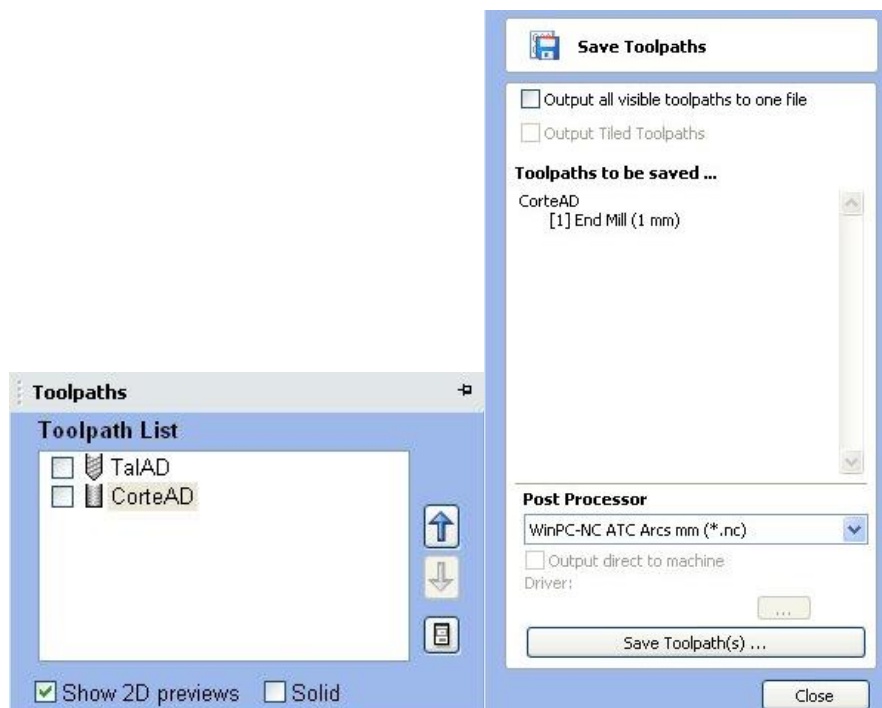 Toolpaths
Toolpath List
TalAD
CorteAD
Show 2D previews
Solid
Save Toolpaths
Output all visible toolpaths to one file
Output Tiled Toolpaths
Toolpaths to be saved ...
CorteAD
[1] End Mill (1 mm)
Post Processor
WinPC-NC ATC Arcs mm (*.nc)
Output direct to machine
Driver:
...
Save Toolpath(s) ...
Close